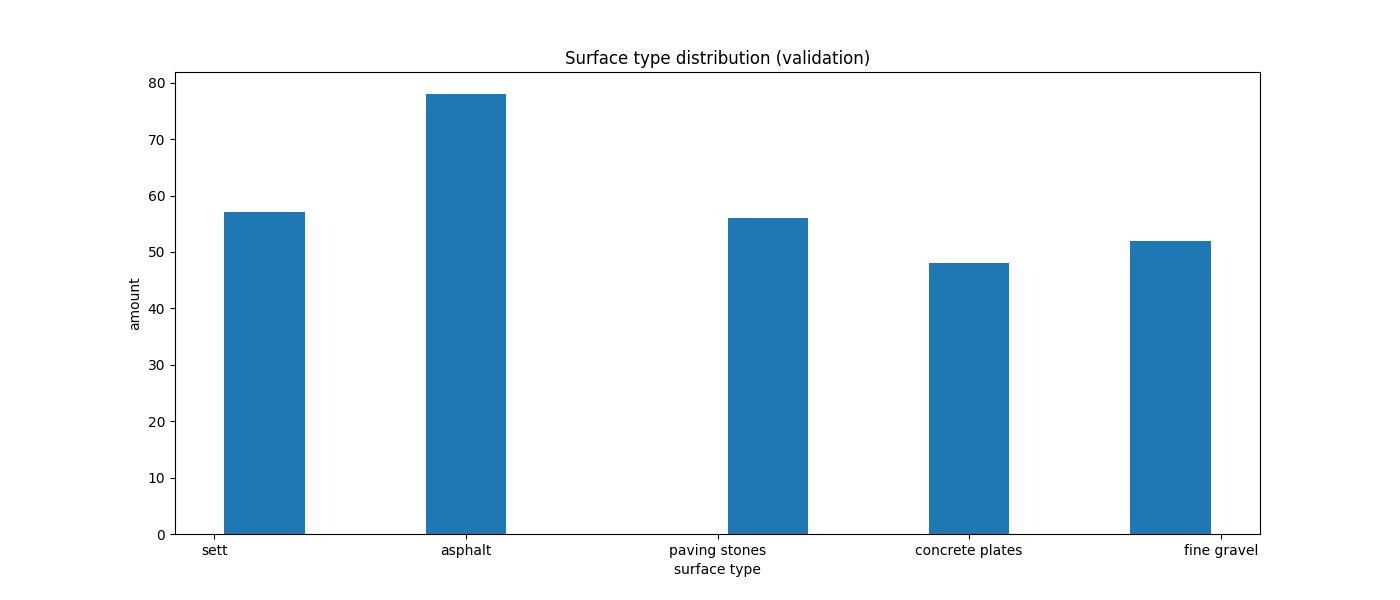 Surface type distribution (validation)
80
70
60
50
40
30
20
10
0
amount
sett asphalt paving stones concrete plates fine gravel
surface type